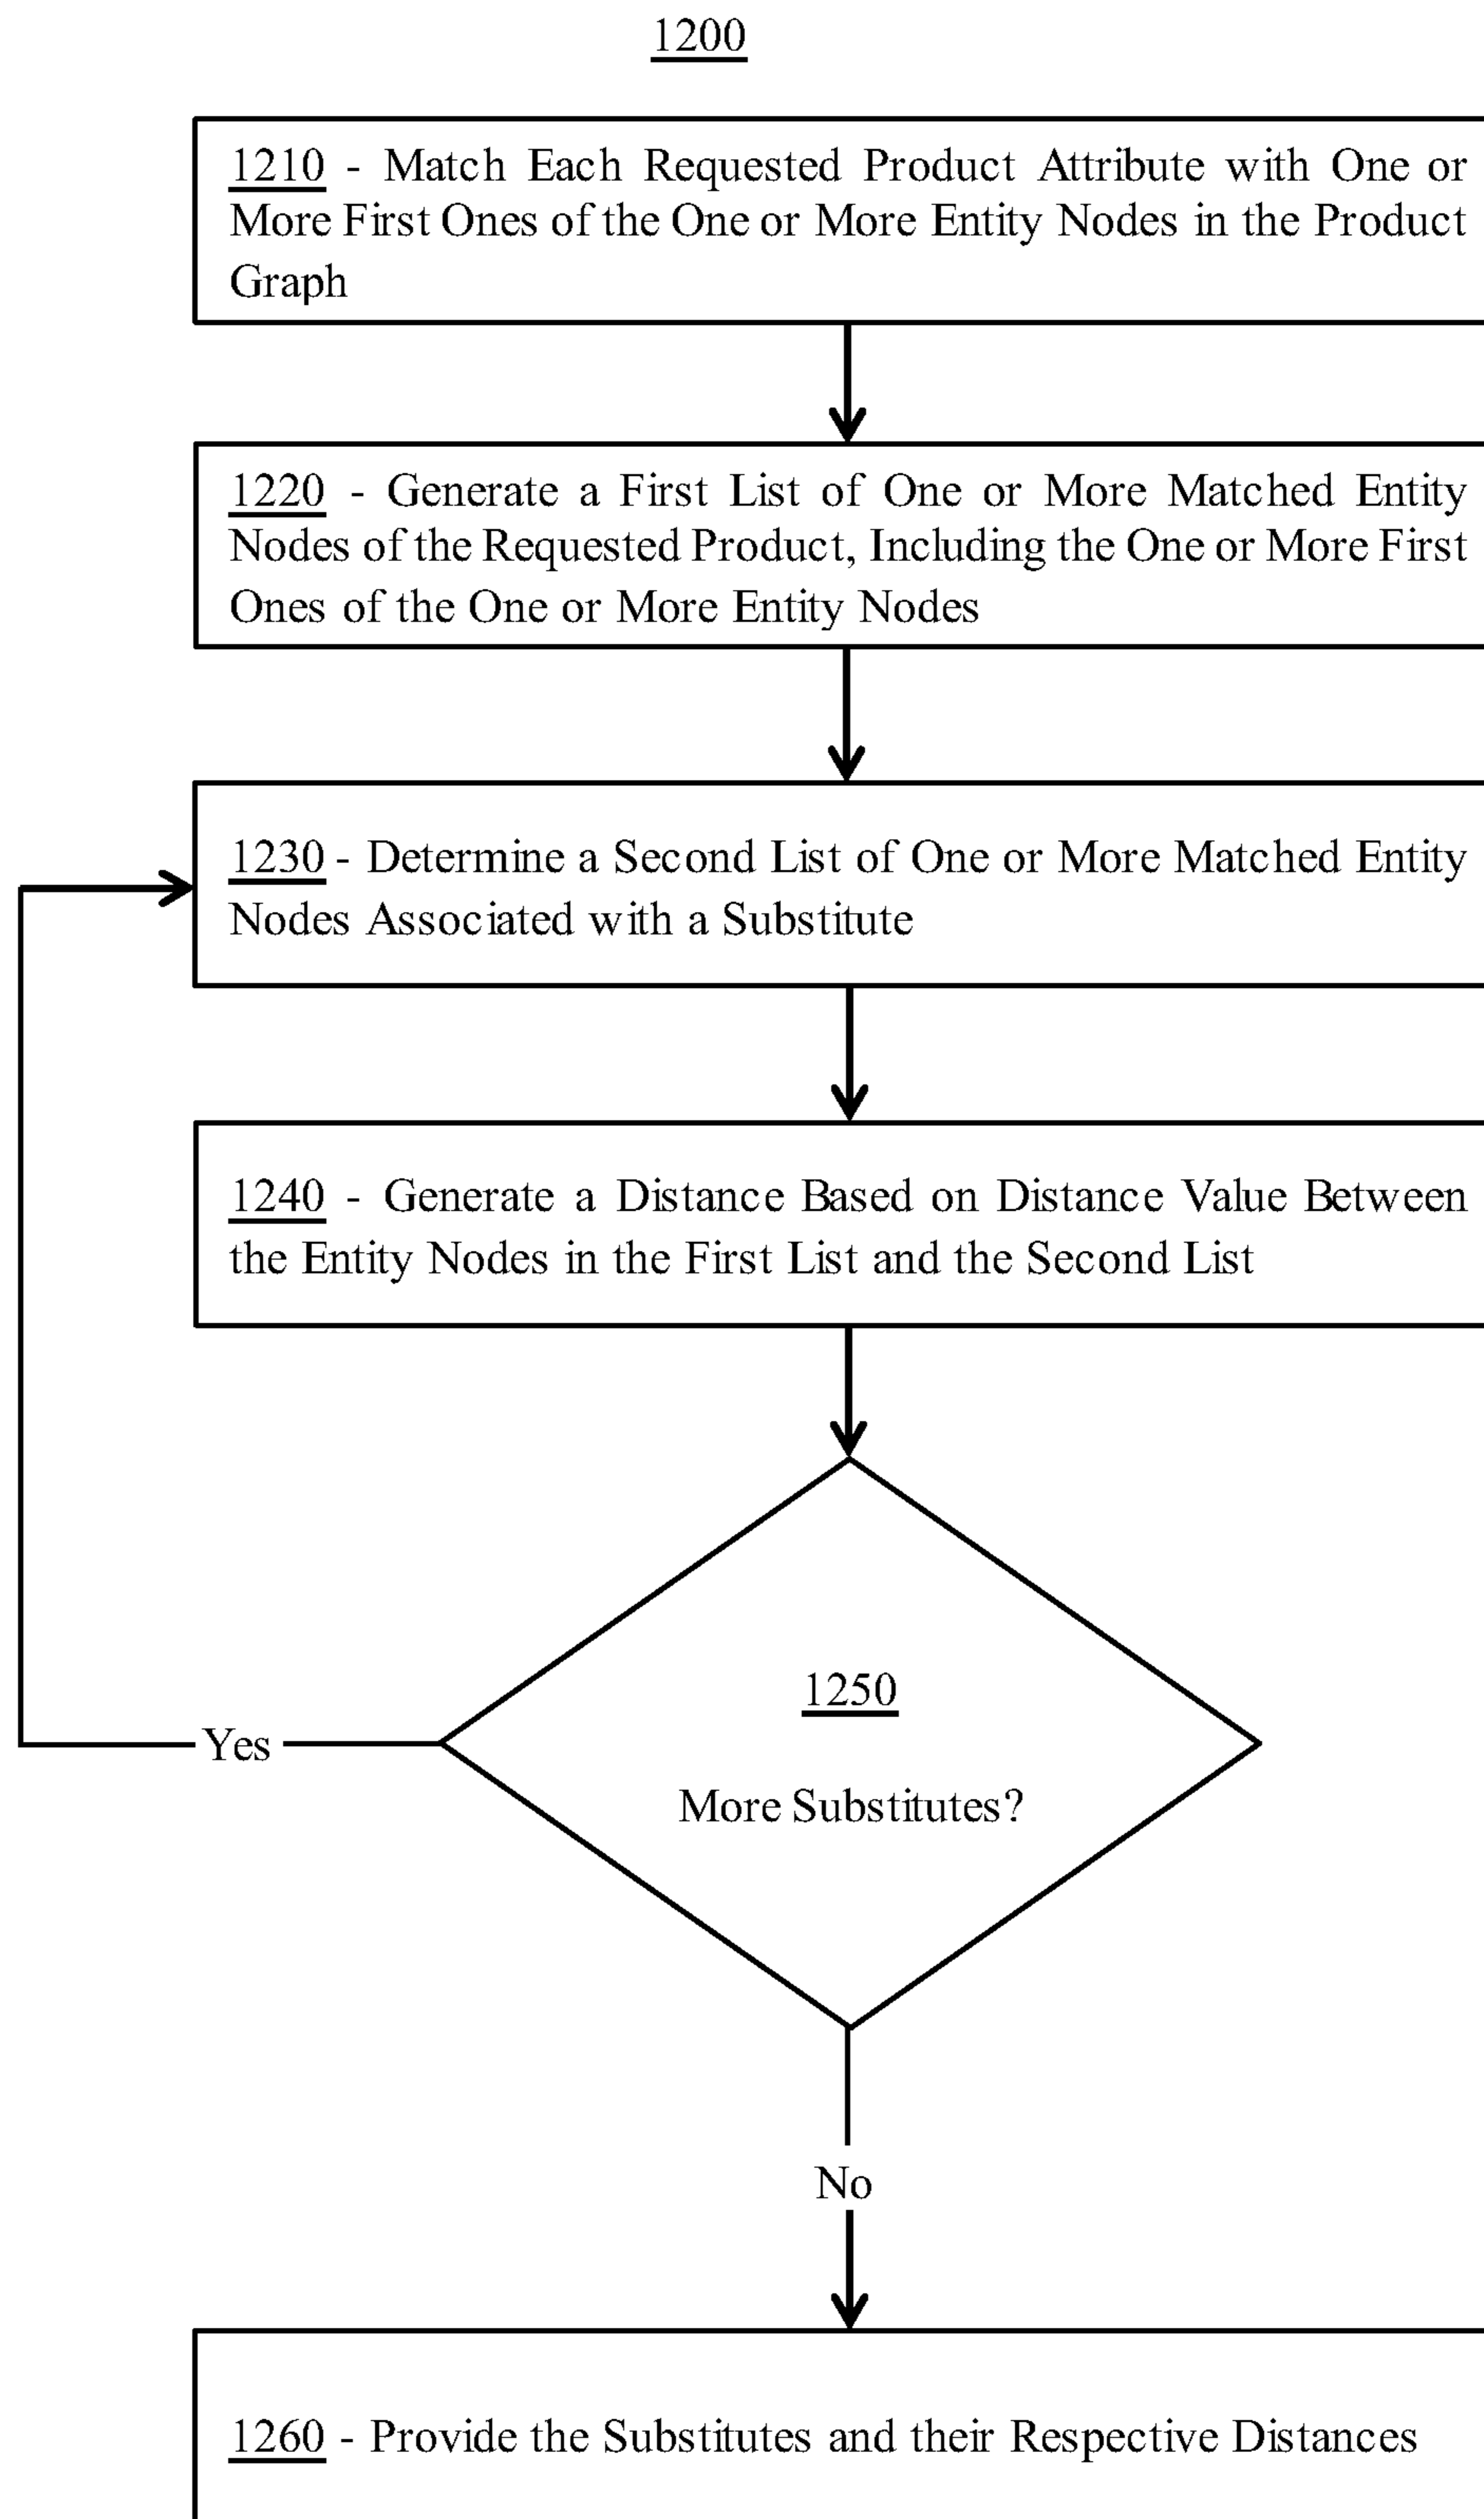 1200
1210 - Match Each Requested Product Attribute with One or
More First Ones of the One or More Entity Nodes in the Product
Graph
1220 - Generate a First List of One or More Matched Entity
Nodes of the Requested Product, Including the One or More First
Ones of the One or More Entity Nodes
1230 - Determine a Second List of One or More Matched Entity
Nodes Associated with a Substitute
1240 - Generate a Distance Based on Distance Value Between
the Entity Nodes in the First List and the Second List
1250
Yes
More Substitutes?
No
1260 - Provide the Substitutes and their Respective Distances